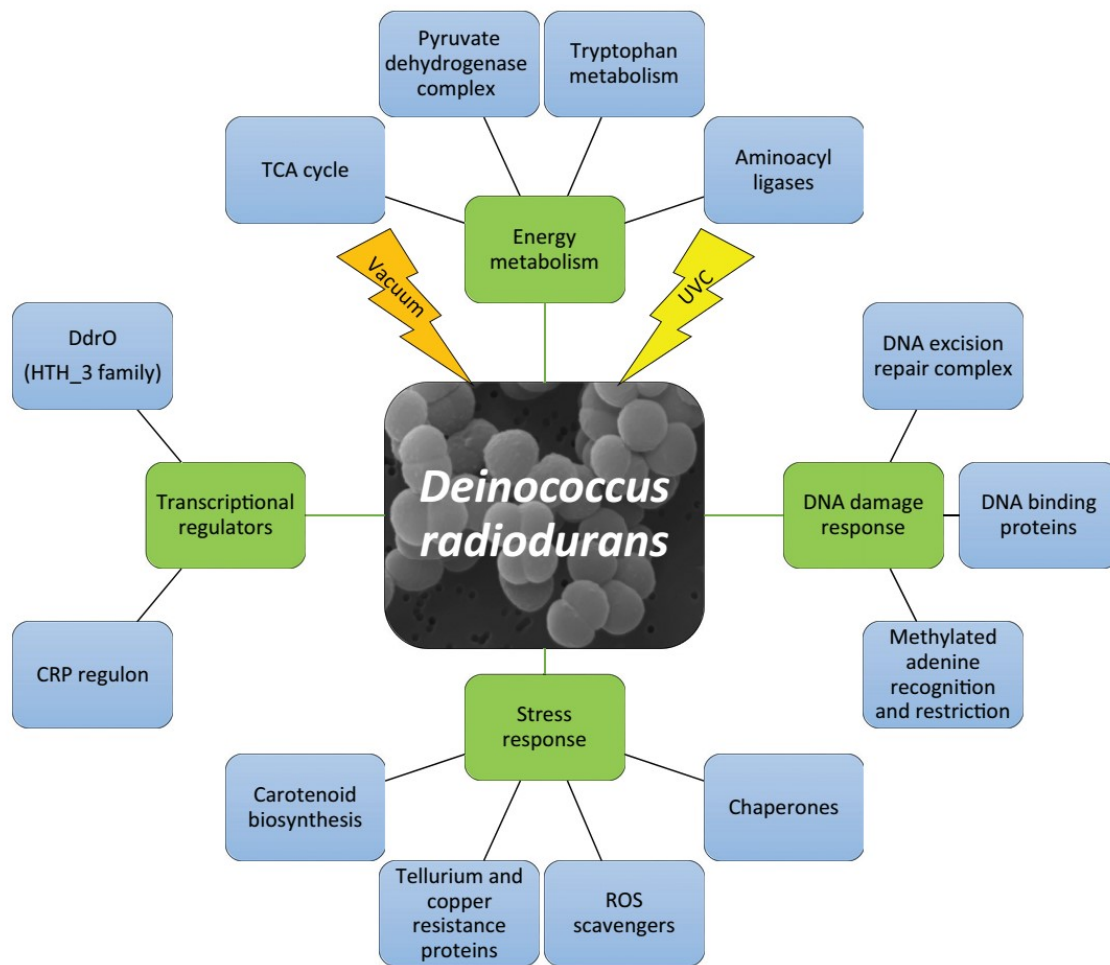 Pyruvate
dehydrogenase
complex
Tryptophan
metabolism
TCA cycle
Aminoacyl
ligases
Energy
metabolism
Vacuum
UVC
DdrO
(HTH_3 family)
DNA excision
repair complex
Transcriptional
regulators
Deinococcus
radiodurans
DNA damage
response
DNA binding
proteins
CRP regulon
Methylated
adenine
recognition
and restriction
Stress
response
Carotenoid
biosynthesis
Chaperones
Tellurium and
copper
resistance
proteins
ROS
scavengers